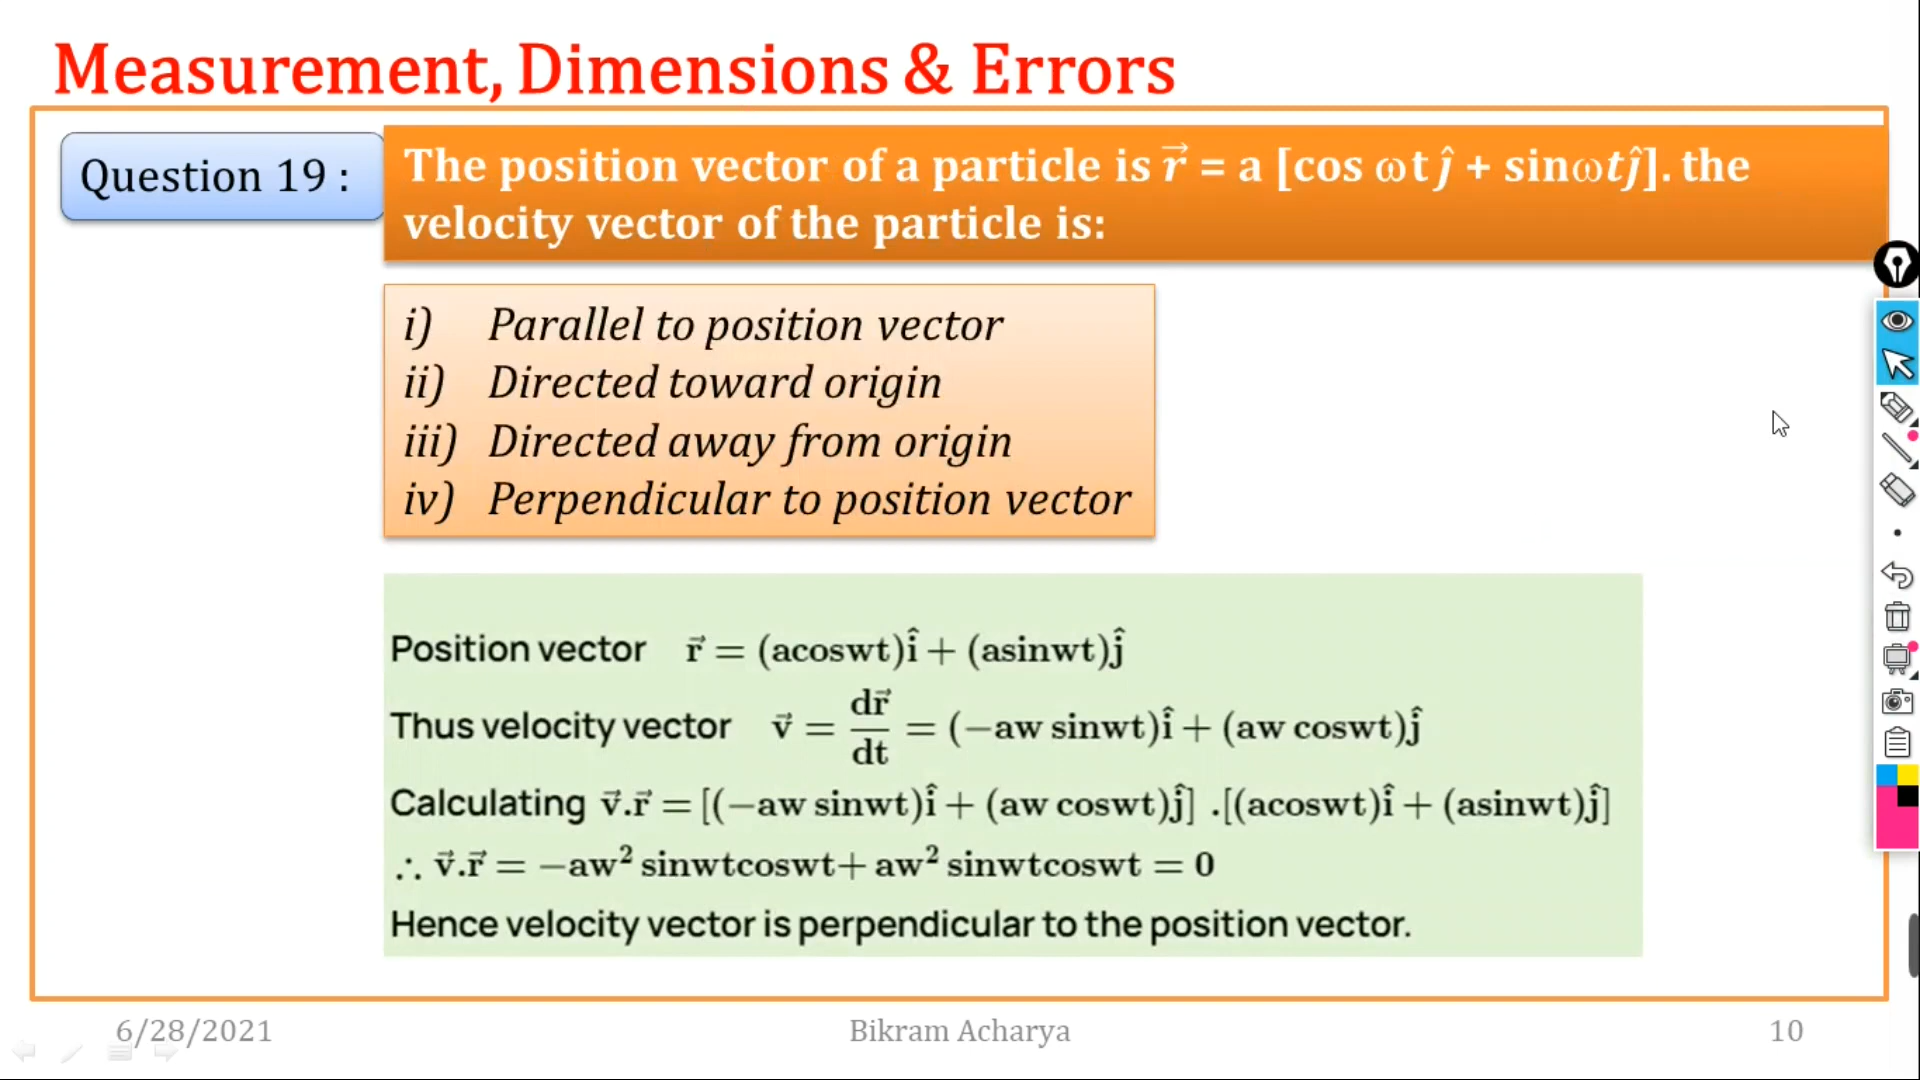 Measurement, Dimensions & Errors
Question 19 :
The position vector of a particle is r⃗ = a [cos ωt ĵ + sinωtĵ]. the
velocity vector of the particle is:
i) Parallel to position vector
ii) Directed toward origin
iii) Directed away from origin
iv) Perpendicular to position vector
Position vector r⃗ = (acoswt)î + (asinwt)ĵ
Thus velocity vector v⃗ = dr⃗/dt = (−aw sinwt)î + (aw coswt)ĵ
Calculating v⃗.r⃗ = [(−aw sinwt)î + (aw coswt)ĵ] .[(acoswt)î + (asinwt)ĵ]
∴ v⃗.r⃗ = −aw² sinwtcoswt+ aw² sinwtcoswt = 0
Hence velocity vector is perpendicular to the position vector.
6/28/2021
Bikram Acharya
10